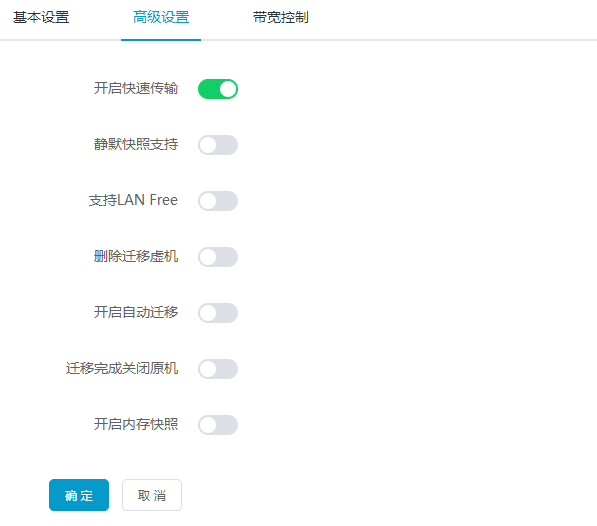 基本设置 高级设置 带宽控制
开启快速传输
静默快照支持
支持LAN Free
删除迁移虚机
开启自动迁移
迁移完成关闭原机
开启内存快照
确定 取消